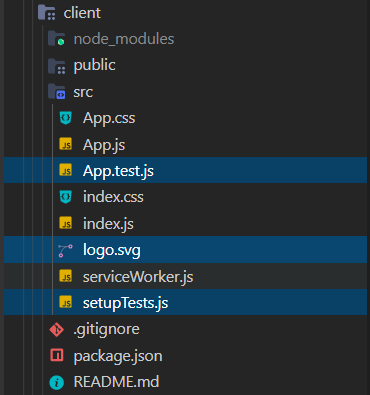 client
node_modules
public
src
App.css
JS App.js
JS App.test.js
index.css
JS index.js
logo.svg
JS serviceWorker.js
JS setupTests.js
.gitignore
package.json
README.md